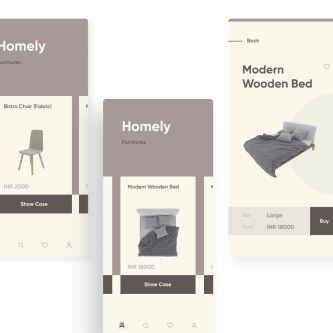 Homely
Furnitures
Bistro Chair (Fabric)
INR 2000
Show Case
Homely
Furnitures
Modern Wooden Bed
INR 18000
Show Case
Back
Modern
Wooden Bed
Size Large
Price INR 18000
Buy